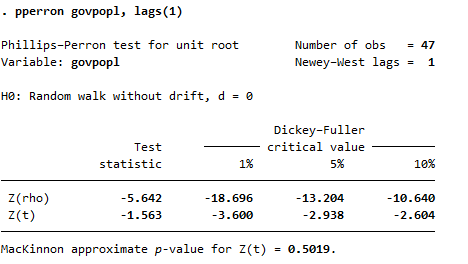 . pperron govpopl, lags(1)
Phillips–Perron test for unit root Number of obs = 47
Variable: govpopl Newey–West lags = 1
H0: Random walk without drift, d = 0
Dickey–Fuller
Test critical value
statistic 1% 5% 10%
Z(rho) -5.642 -18.696 -13.204 -10.640
Z(t) -1.563 -3.600 -2.938 -2.604
MacKinnon approximate p-value for Z(t) = 0.5019.